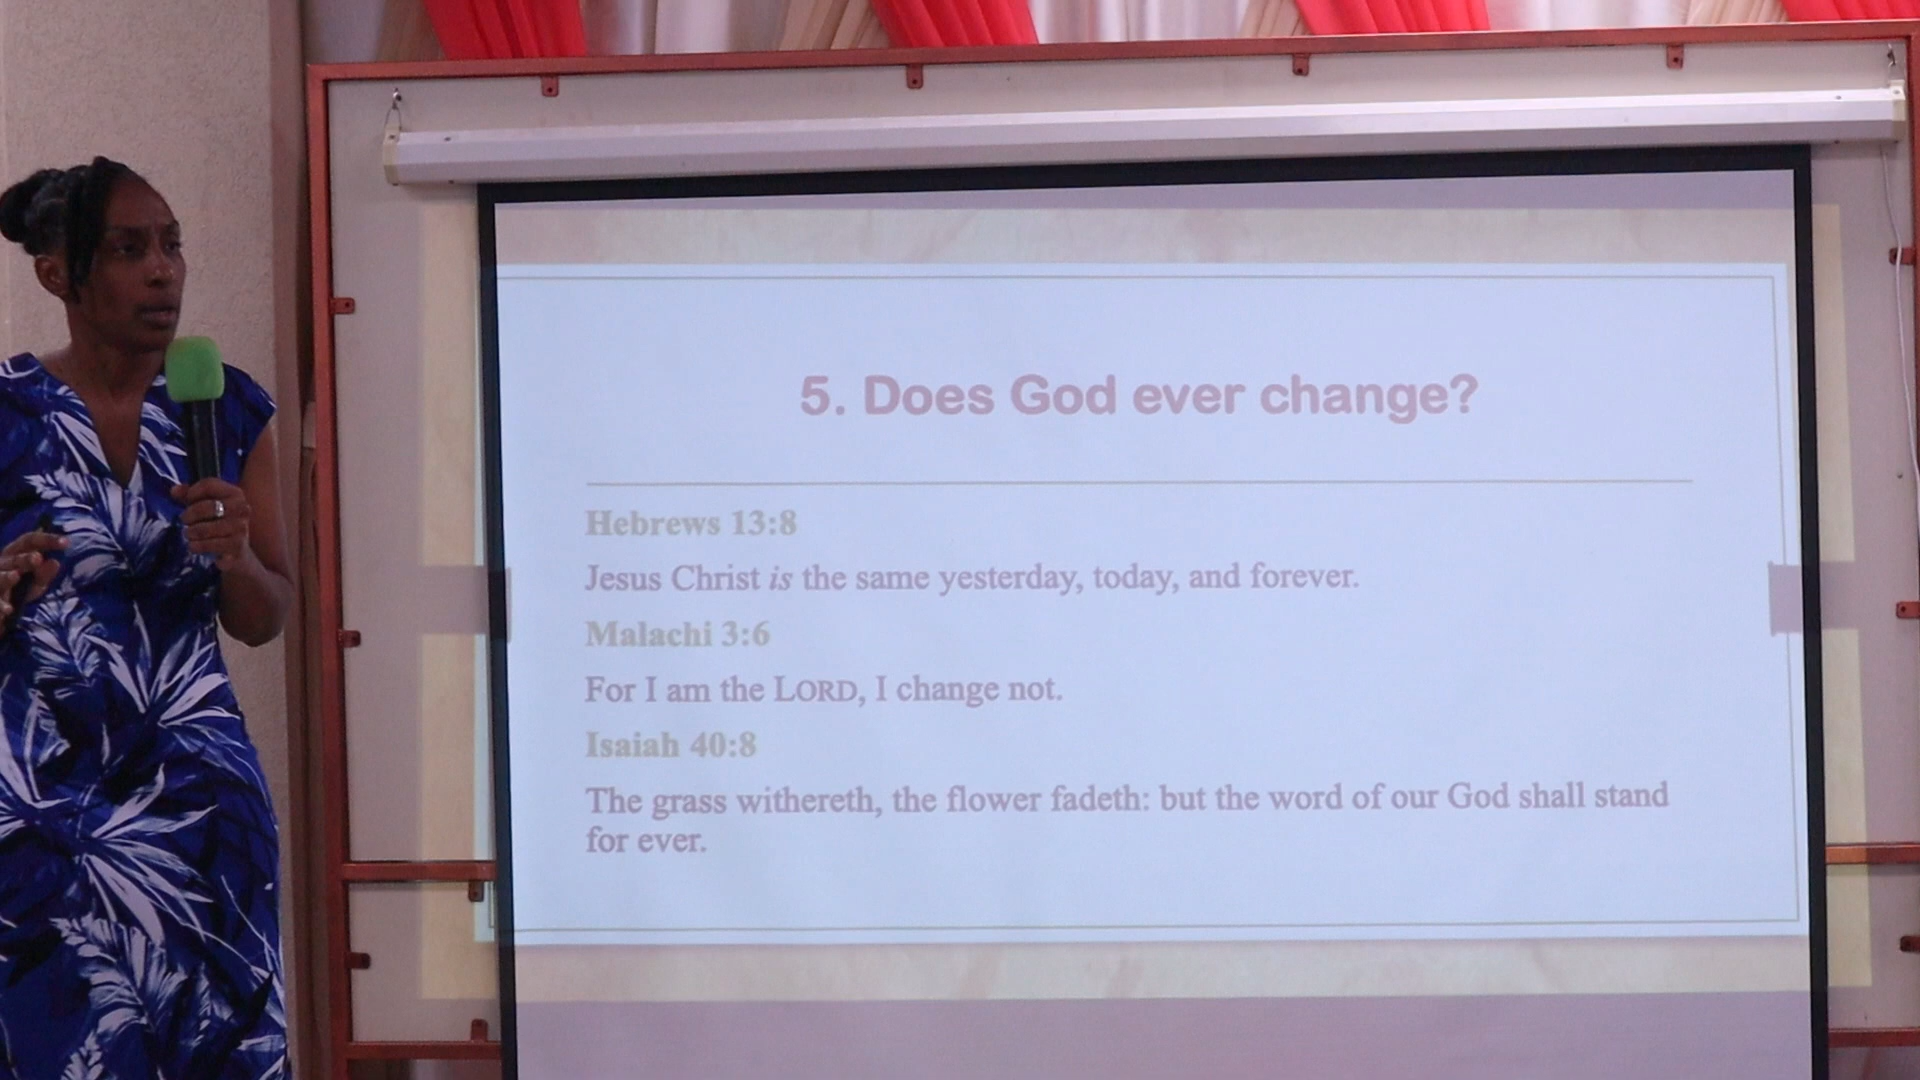 5. Does God ever change?
Hebrews 13:8
Jesus Christ is the same yesterday, today, and forever.
Malachi 3:6
For I am the LORD, I change not.
Isaiah 40:8
The grass withereth, the flower fadeth: but the word of our God shall stand
for ever.